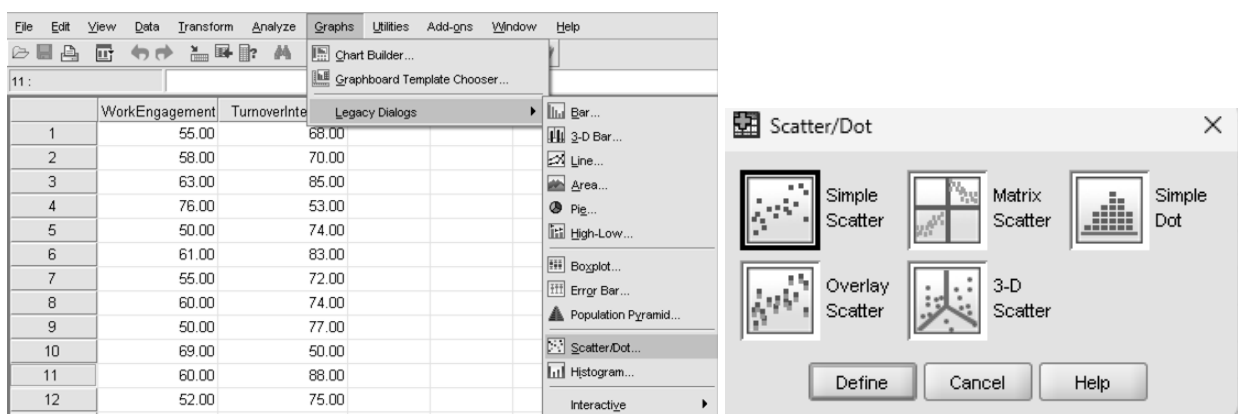 File Edit View Data Transform Analyze Graphs Utilities Add-ons Window Help
Chart Builder...
Graphboard Template Chooser...
Legacy Dialogs
11 :
WorkEngagement TurnoverInte
1 55.00 68.00
2 58.00 70.00
3 63.00 85.00
4 76.00 53.00
5 50.00 74.00
6 61.00 83.00
7 55.00 72.00
8 60.00 74.00
9 50.00 77.00
10 69.00 50.00
11 60.00 88.00
12 52.00 75.00
Bar...
3-D Bar...
Line...
Area...
Pie...
High-Low...
Boxplot...
Error Bar...
Population Pyramid...
Scatter/Dot...
Histogram...
Interactive
Scatter/Dot
Simple
Scatter
Matrix
Scatter
Simple
Dot
Overlay
Scatter
3-D
Scatter
Define Cancel Help